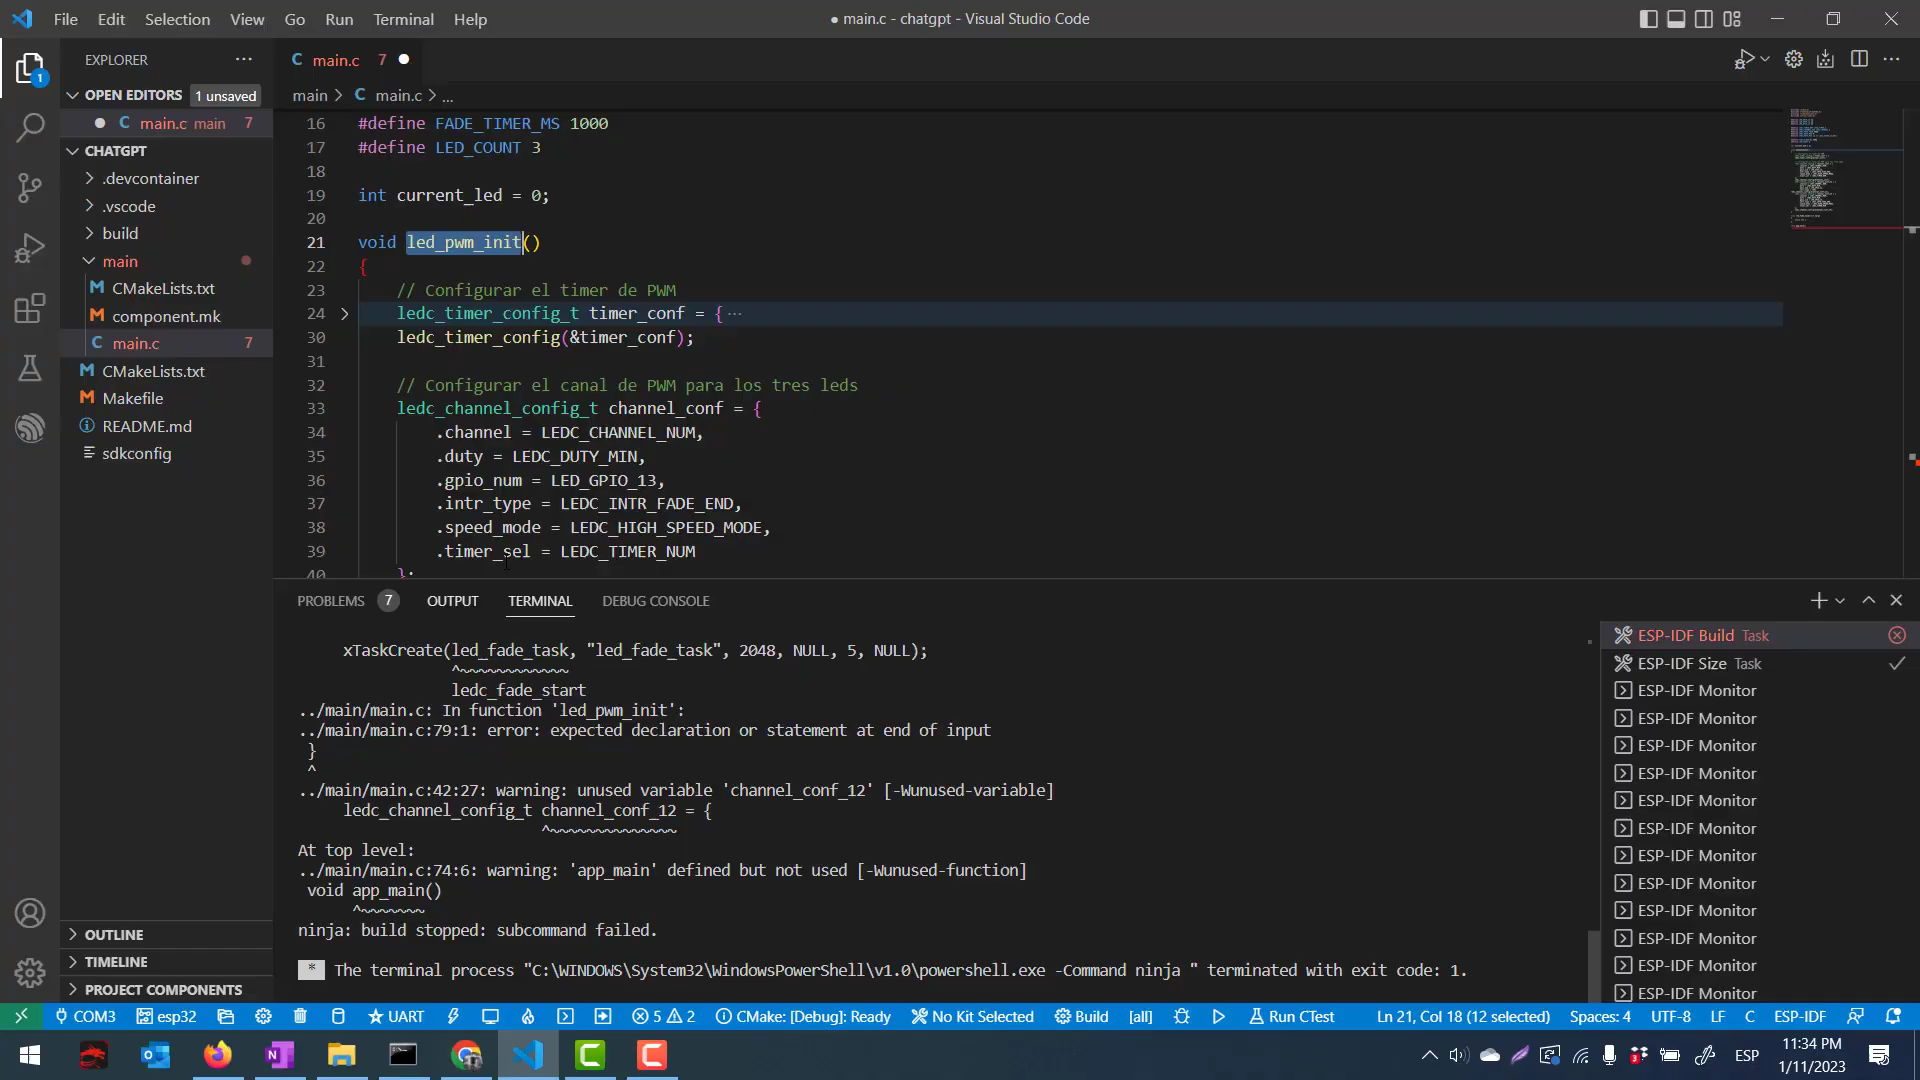 File Edit Selection View Go Run Terminal Help
● main.c - chatgpt - Visual Studio Code
EXPLORER
OPEN EDITORS 1 unsaved
main.c main 7
CHATGPT
.devcontainer
.vscode
build
main
CMakeLists.txt
component.mk
main.c 7
CMakeLists.txt
Makefile
README.md
sdkconfig
OUTLINE
TIMELINE
PROJECT COMPONENTS
main.c 7
main > C main.c > ...
16 #define FADE_TIMER_MS 1000
17 #define LED_COUNT 3
18
19 int current_led = 0;
20
21 void led_pwm_init()
22 {
23 // Configurar el timer de PWM
24 ledc_timer_config_t timer_conf = { ...
30 ledc_timer_config(&timer_conf);
31
32 // Configurar el canal de PWM para los tres leds
33 ledc_channel_config_t channel_conf = {
34 .channel = LEDC_CHANNEL_NUM,
35 .duty = LEDC_DUTY_MIN,
36 .gpio_num = LED_GPIO_13,
37 .intr_type = LEDC_INTR_FADE_END,
38 .speed_mode = LEDC_HIGH_SPEED_MODE,
39 .timer_sel = LEDC_TIMER_NUM
40 };
PROBLEMS 7 OUTPUT TERMINAL DEBUG CONSOLE
xTaskCreate(led_fade_task, "led_fade_task", 2048, NULL, 5, NULL);
^~~~~~~~~~~~~
ledc_fade_start
../main/main.c: In function 'led_pwm_init':
../main/main.c:79:1: error: expected declaration or statement at end of input
}
^
../main/main.c:42:27: warning: unused variable 'channel_conf_12' [-Wunused-variable]
ledc_channel_config_t channel_conf_12 = {
^~~~~~~~~~~~~~~
At top level:
../main/main.c:74:6: warning: 'app_main' defined but not used [-Wunused-function]
void app_main()
^~~~~~~~
ninja: build stopped: subcommand failed.
* The terminal process "C:\WINDOWS\System32\WindowsPowerShell\v1.0\powershell.exe -Command ninja " terminated with exit code: 1.
ESP-IDF Build Task
ESP-IDF Size Task
ESP-IDF Monitor
ESP-IDF Monitor
ESP-IDF Monitor
ESP-IDF Monitor
ESP-IDF Monitor
ESP-IDF Monitor
ESP-IDF Monitor
ESP-IDF Monitor
ESP-IDF Monitor
ESP-IDF Monitor
ESP-IDF Monitor
ESP-IDF Monitor
COM3 esp32 UART 5 2 CMake: [Debug]: Ready No Kit Selected Build [all] Run CTest Ln 21, Col 18 (12 selected) Spaces: 4 UTF-8 LF C ESP-IDF
ESP
11:34 PM
1/11/2023